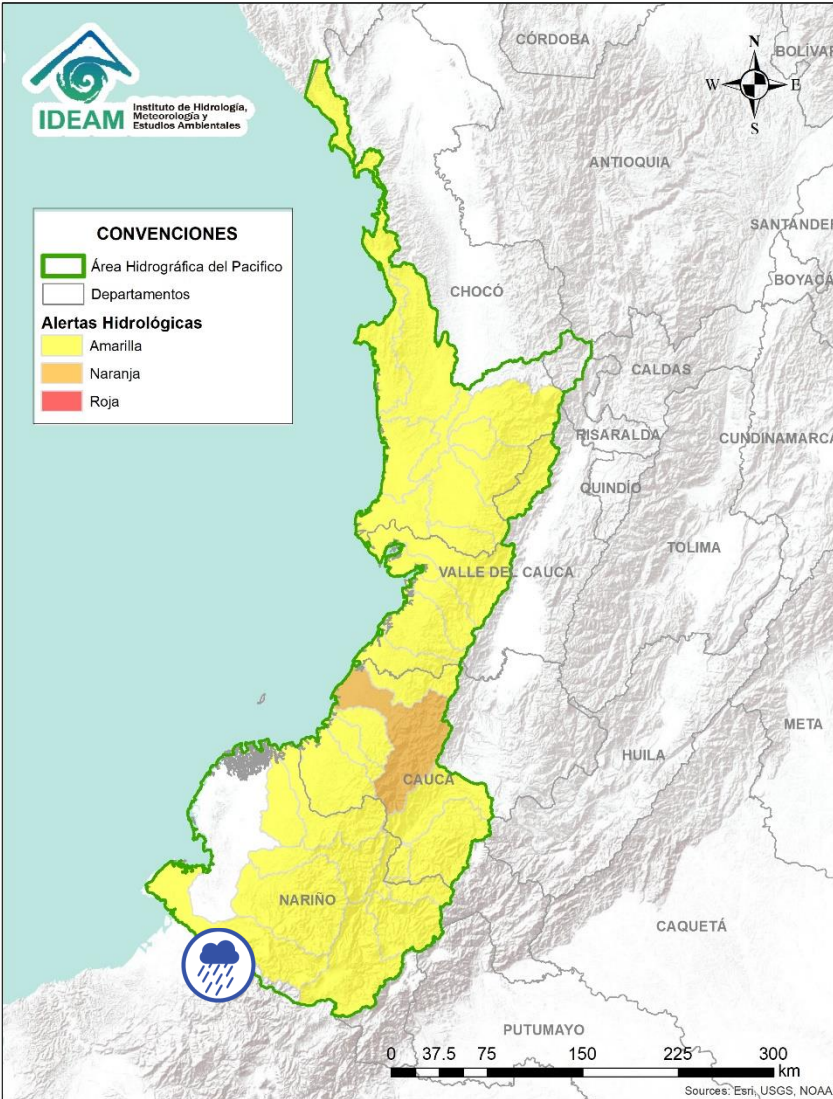 IDEAM
Instituto de Hidrología,
Meteorología y
Estudios Ambientales
CÓRDOBA
BOLÍVAR
N
W
E
S
ANTIOQUIA
SANTANDER
BOYACÁ
CONVENCIONES
Área Hidrográfica del Pacifico
Departamentos
Alertas Hidrológicas
Amarilla
Naranja
Roja
CHOCÓ
CALDAS
RISARALDA
CUNDINAMARCA
QUINDÍO
TOLIMA
VALLE DEL CAUCA
META
HUILA
CAUCA
NARIÑO
CAQUETÁ
PUTUMAYO
0 37.5 75 150 225 300
km
Sources: Esri, USGS, NOAA